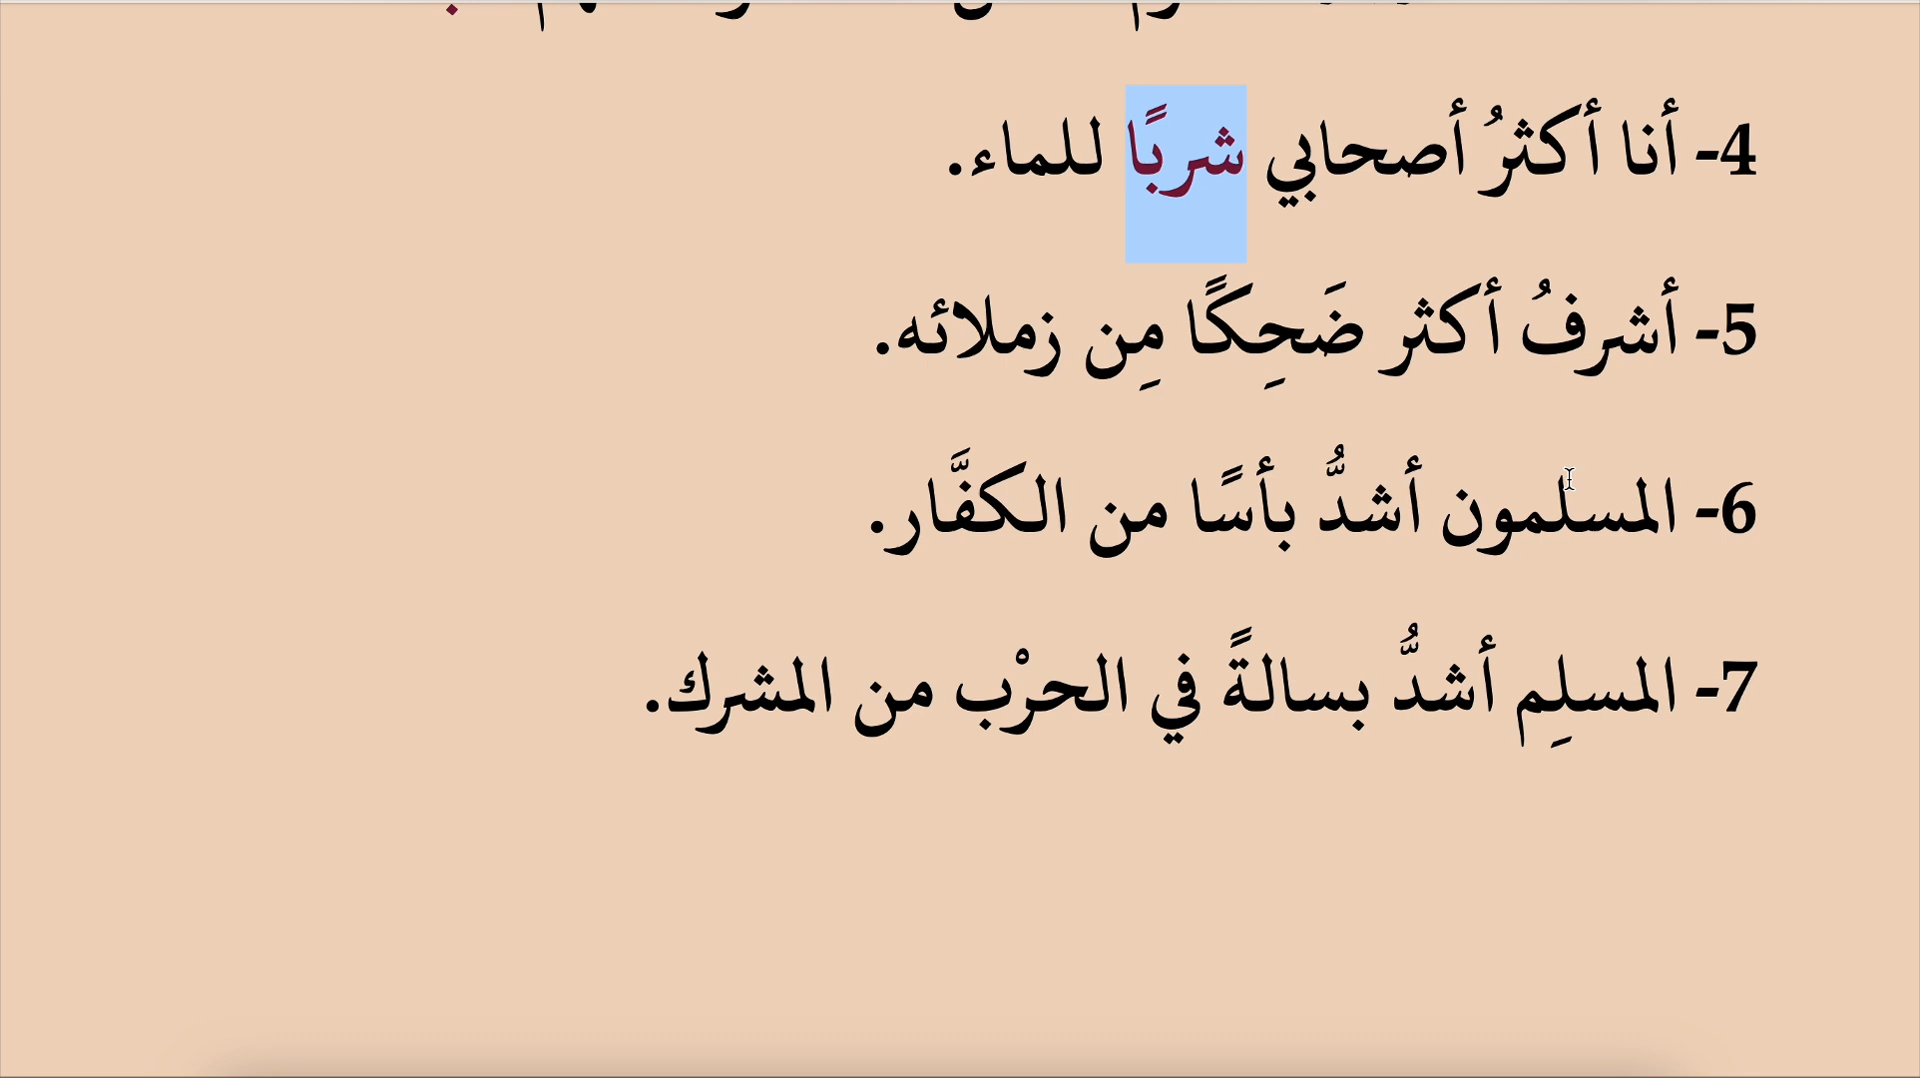 4- أنا أكثرُ أصحابي شربًا للماء.
5- أشرفُ أكثر ضَحِكًا مِن زملائه.
6- المسلمون أشدُّ بأسًا من الكفَّار.
7- المسلِم أشدُّ بسالةً في الحرْب من المشرك.